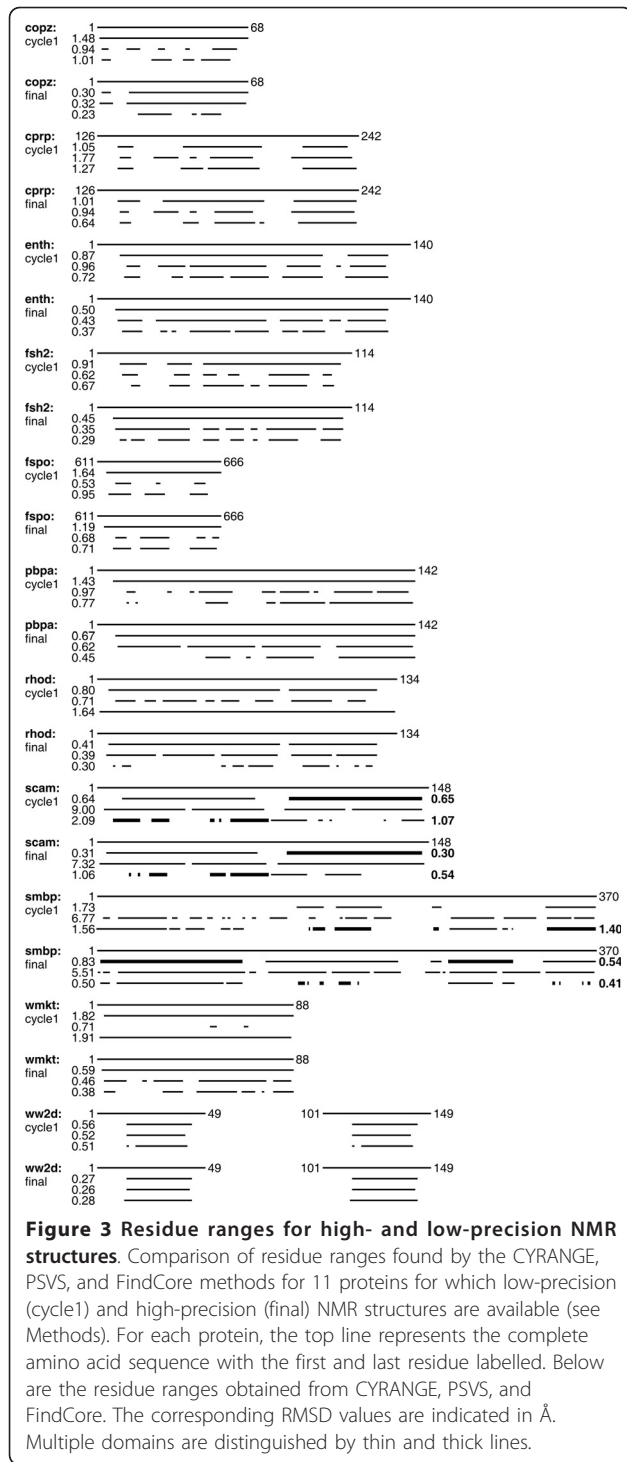 copz: 1 68
cycle1 1.48
0.94
1.01
copz: 1 68
final 0.30
0.32
0.23
cprp: 126 242
cycle1 1.05
1.77
1.27
cprp: 126 242
final 1.01
0.94
0.64
enth: 1 140
cycle1 0.87
0.96
0.72
enth: 1 140
final 0.50
0.43
0.37
fsh2: 1 114
cycle1 0.91
0.62
0.67
fsh2: 1 114
final 0.45
0.35
0.29
fspo: 611 666
cycle1 1.64
0.53
0.95
fspo: 611 666
final 1.19
0.68
0.71
pbpa: 1 142
cycle1 1.43
0.97
0.77
pbpa: 1 142
final 0.67
0.62
0.45
rhod: 1 134
cycle1 0.80
0.71
1.64
rhod: 1 134
final 0.41
0.39
0.30
scam: 1 148
cycle1 0.64 0.65
9.00
2.09 1.07
scam: 1 148
final 0.31 0.30
7.32
1.06 0.54
smbp: 1 370
cycle1 1.73
6.77
1.56 1.40
smbp: 1 370
final 0.83 0.54
5.51
0.50 0.41
wmkt: 1 88
cycle1 1.82
0.71
1.91
wmkt: 1 88
final 0.59
0.46
0.38
ww2d: 1 49 101 149
cycle1 0.56
0.52
0.51
ww2d: 1 49 101 149
final 0.27
0.26
0.28
Figure 3 Residue ranges for high- and low-precision NMR
structures. Comparison of residue ranges found by the CYRANGE,
PSVS, and FindCore methods for 11 proteins for which low-precision
(cycle1) and high-precision (final) NMR structures are available (see
Methods). For each protein, the top line represents the complete
amino acid sequence with the first and last residue labelled. Below
are the residue ranges obtained from CYRANGE, PSVS, and
FindCore. The corresponding RMSD values are indicated in Å.
Multiple domains are distinguished by thin and thick lines.